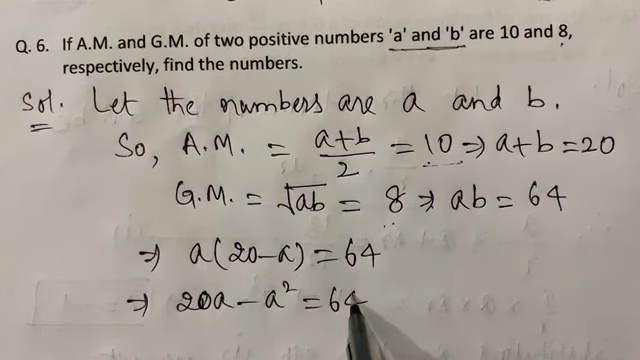 Q. 6. If A.M. and G.M. of two positive numbers 'a' and 'b' are 10 and 8,
respectively, find the numbers.
Sol. Let the numbers are a and b.
So, A.M. = a+b/2 = 10 ⇒ a+b=20
G.M. = √ab = 8 ⇒ ab = 64
⇒ a(20-a) = 64
⇒ 20a - a² = 64